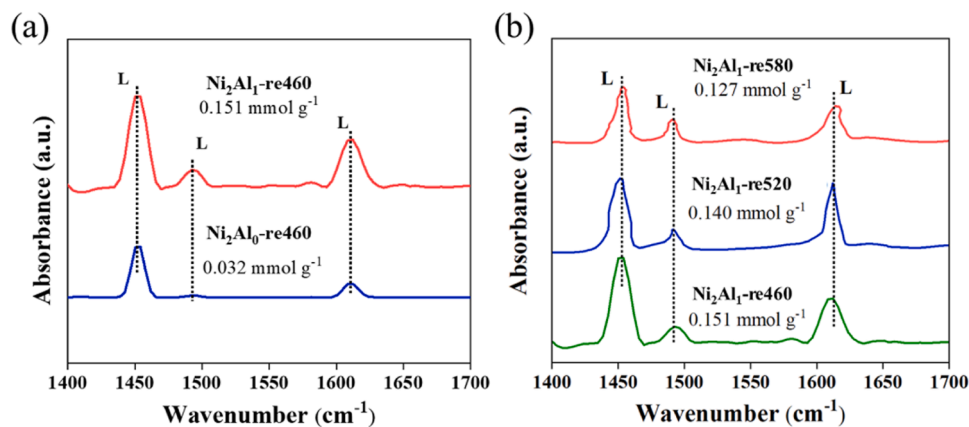 (a)
Absorbance (a.u.)
L
Ni₂Al₁-re460
0.151 mmol g⁻¹
L
L
Ni₂Al₀-re460
0.032 mmol g⁻¹
1400 1450 1500 1550 1600 1650 1700
Wavenumber (cm⁻¹)
(b)
Absorbance (a.u.)
L
L
L
Ni₂Al₁-re580
0.127 mmol g⁻¹
Ni₂Al₁-re520
0.140 mmol g⁻¹
Ni₂Al₁-re460
0.151 mmol g⁻¹
1400 1450 1500 1550 1600 1650 1700
Wavenumber (cm⁻¹)